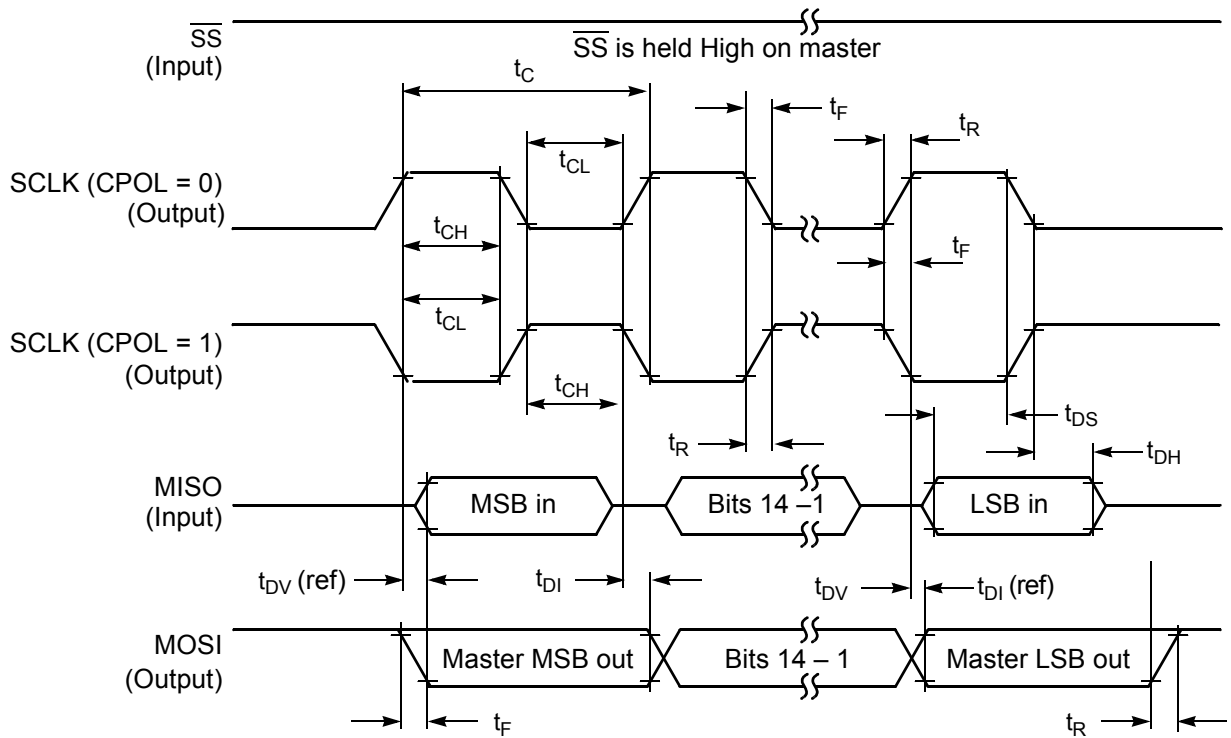 SS
(Input)
SS is held High on master
tC
tF
tR
tCL
SCLK (CPOL = 0)
(Output)
tCH
tF
tCL
SCLK (CPOL = 1)
(Output)
tCH
tDS
tR
tDH
MISO
(Input)
MSB in
Bits 14 –1
LSB in
tDV (ref)
tDI
tDV
tDI (ref)
MOSI
(Output)
Master MSB out
Bits 14 – 1
Master LSB out
tF
tR